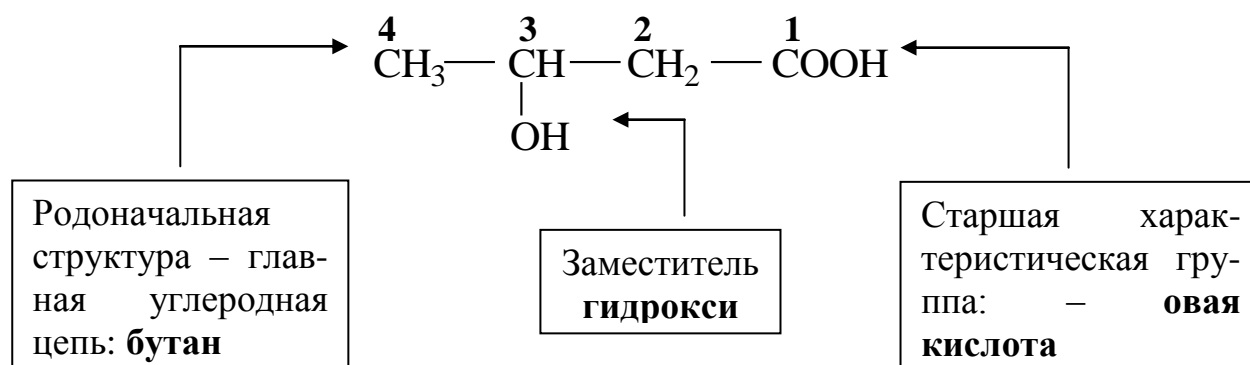 4 3 2 1
CH₃ — CH — CH₂ — COOH
OH
Родоначальная
структура – глав-
ная углеродная
цепь: бутан
Заместитель
гидрокси
Старшая харак-
теристическая гру-
ппа: – овая
кислота